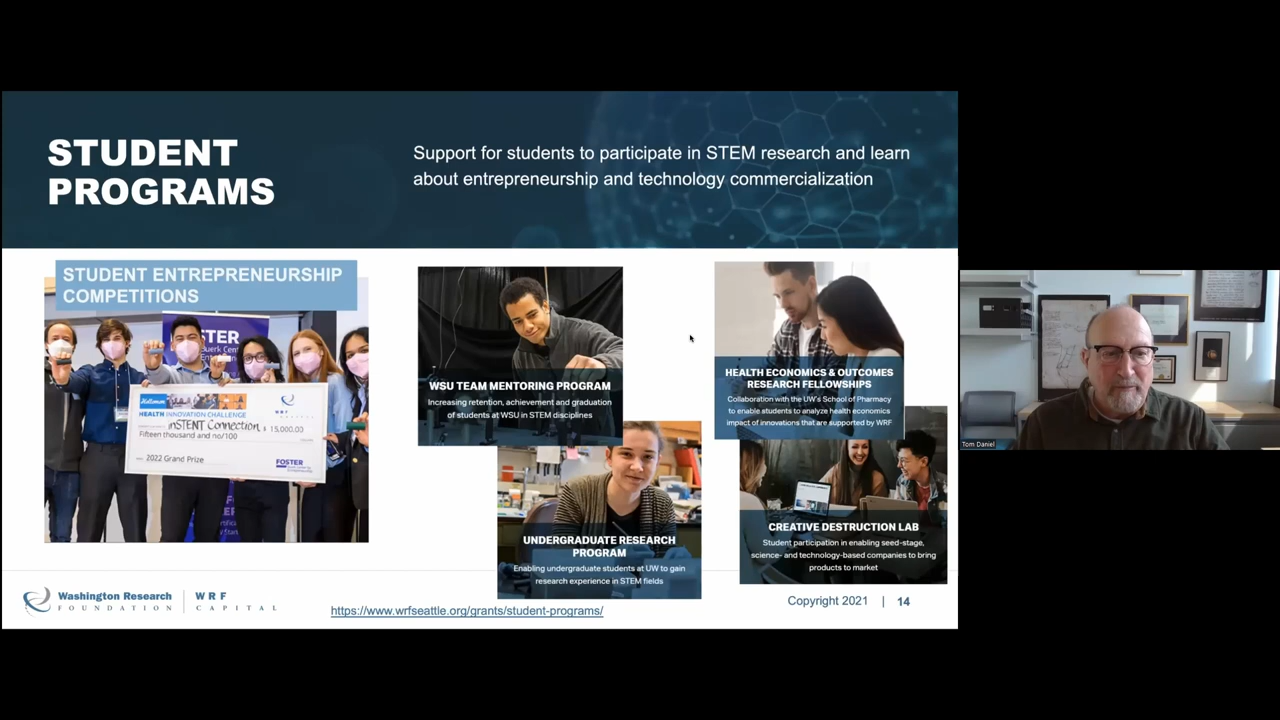 STUDENT
PROGRAMS
Support for students to participate in STEM research and learn
about entrepreneurship and technology commercialization
STUDENT ENTREPRENEURSHIP
COMPETITIONS
HEALTH INNOVATION CHALLENGE
WRF
CAPITAL
inSTENT Connection $ 15,000.03
Fifteen thousand and no/100
2022 Grand Prize
FOSTER
WSU TEAM MENTORING PROGRAM
Increasing retention, achievement and graduation
of students at WSU in STEM disciplines
UNDERGRADUATE RESEARCH
PROGRAM
Enabling undergraduate students at UW to gain
research experience in STEM fields
HEALTH ECONOMICS & OUTCOMES
RESEARCH FELLOWSHIPS
Collaboration with the UW's School of Pharmacy
to enable students to analyze health economics
impact of innovations that are supported by WRF
CREATIVE DESTRUCTION LAB
Student participation in enabling seed-stage,
science- and technology-based companies to bring
products to market
Washington Research
FOUNDATION
WRF
CAPITAL
https://www.wrfseattle.org/grants/student-programs/
Copyright 2021 | 14
Tom Daniel